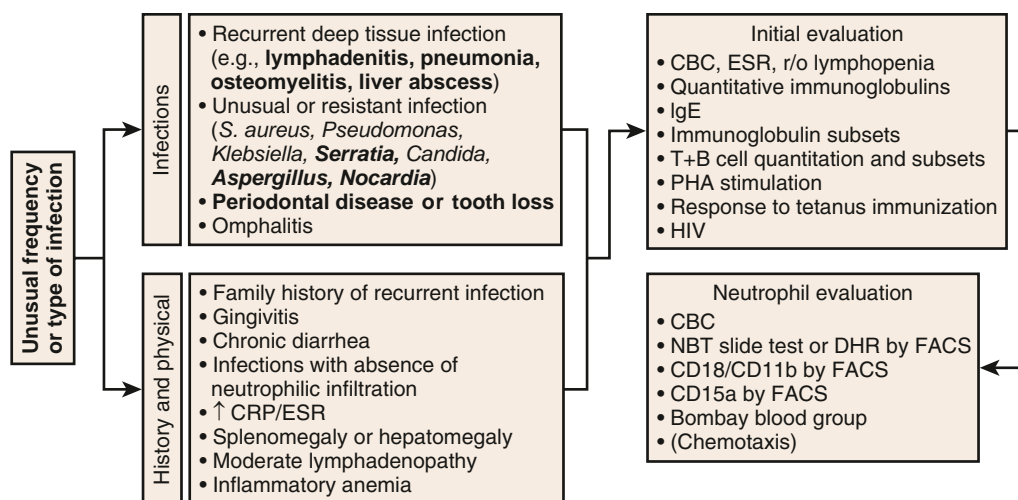 Unusual frequency
or type of infection
Infections
• Recurrent deep tissue infection
(e.g., lymphadenitis, pneumonia,
osteomyelitis, liver abscess)
• Unusual or resistant infection
(S. aureus, Pseudomonas,
Klebsiella, Serratia, Candida,
Aspergillus, Nocardia)
• Periodontal disease or tooth loss
• Omphalitis
History and physical
• Family history of recurrent infection
• Gingivitis
• Chronic diarrhea
• Infections with absence of
neutrophilic infiltration
• ↑ CRP/ESR
• Splenomegaly or hepatomegaly
• Moderate lymphadenopathy
• Inflammatory anemia
Initial evaluation
• CBC, ESR, r/o lymphopenia
• Quantitative immunoglobulins
• IgE
• Immunoglobulin subsets
• T+B cell quantitation and subsets
• PHA stimulation
• Response to tetanus immunization
• HIV
Neutrophil evaluation
• CBC
• NBT slide test or DHR by FACS
• CD18/CD11b by FACS
• CD15a by FACS
• Bombay blood group
• (Chemotaxis)